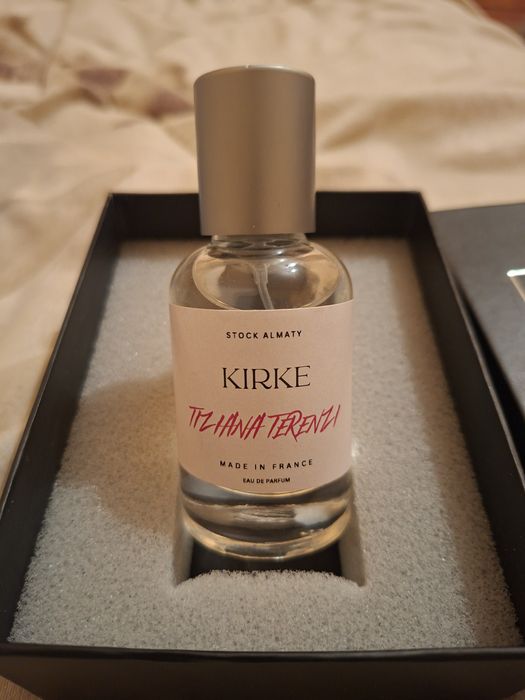 STOCK ALMATY
KIRKE
TIZIANA TERENZI
MADE IN FRANCE
EAU DE PARFUM